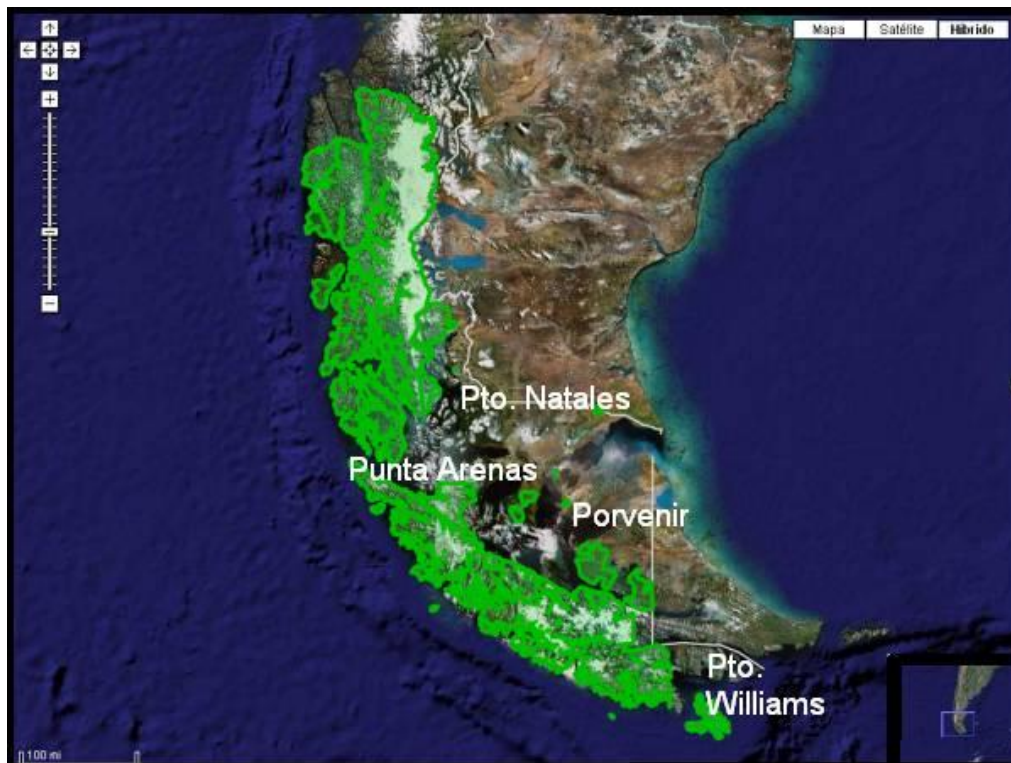 Mapa
Satélite
Híbrido
Pto. Natales
Punta Arenas
Porvenir
Pto.
Williams
100 mi